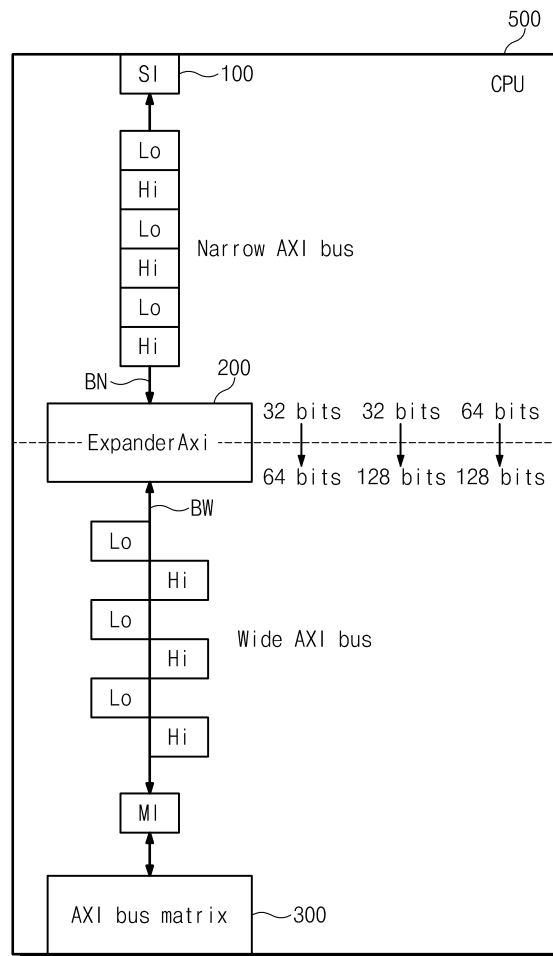 500
SI
100
CPU
Lo
Hi
Lo
Hi
Lo
Hi
Narrow AXI bus
BN
200
ExpanderAxi
32 bits 32 bits 64 bits
64 bits 128 bits 128 bits
BW
Lo
Hi
Lo
Hi
Lo
Hi
Wide AXI bus
MI
AXI bus matrix
300